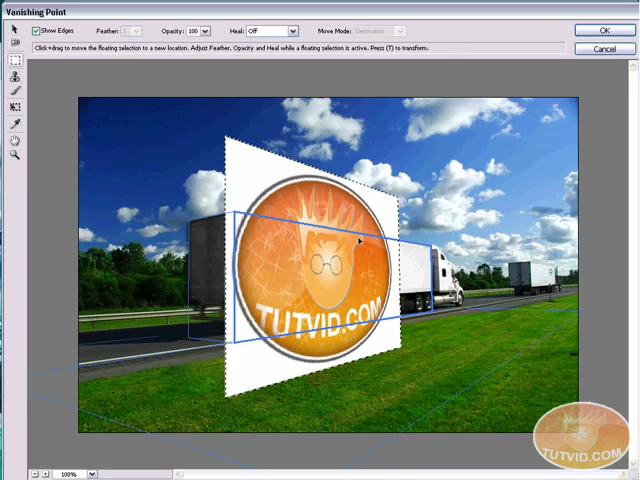 Vanishing Point
Show Edges Feather: 1 Opacity: 100 Heal: Off Move Mode: Destination OK
Click+drag to move the floating selection to a new location. Adjust Feather, Opacity and Heal while a floating selection is active. Press (T) to transform. Cancel
TUTVID.COM
TUTVID.COM
100%